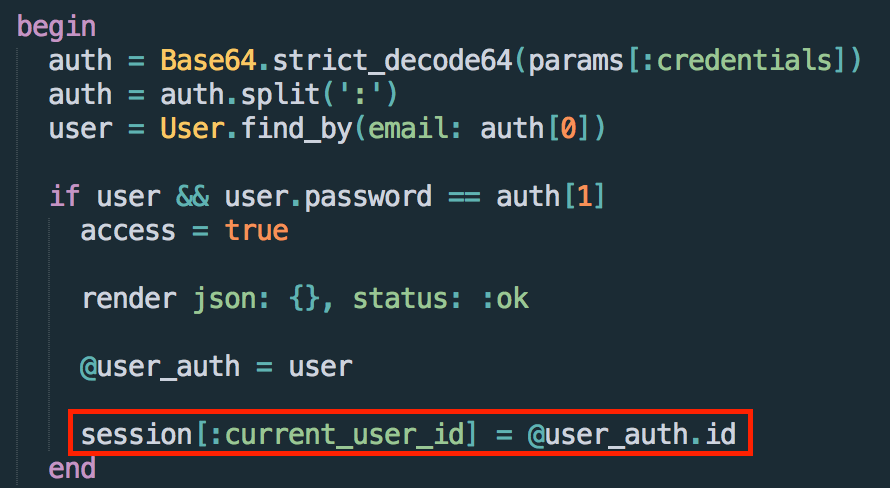 begin
auth = Base64.strict_decode64(params[:credentials])
auth = auth.split(':')
user = User.find_by(email: auth[0])
if user && user.password == auth[1]
access = true
render json: {}, status: :ok
@user_auth = user
session[:current_user_id] = @user_auth.id
end